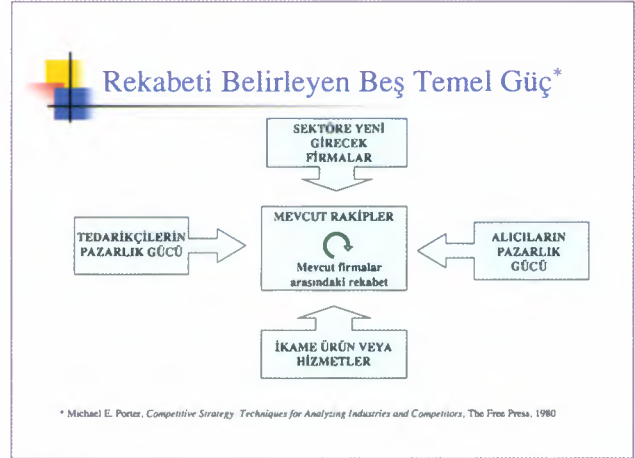 Rekabeti Belirleyen Beş Temel Güç*
SEKTÖRE YENİ
GİRECEK
FİRMALAR
TEDARİKÇİLERİN
PAZARLIK GÜCÜ
MEVCUT RAKİPLER
Mevcut firmalar
arasındaki rekabet
ALICILARIN
PAZARLIK
GÜCÜ
İKAME ÜRÜN VEYA
HİZMETLER
* Michael E. Porter, Competitive Strategy Techniques for Analyzing Industries and Competitors, The Free Press, 1980